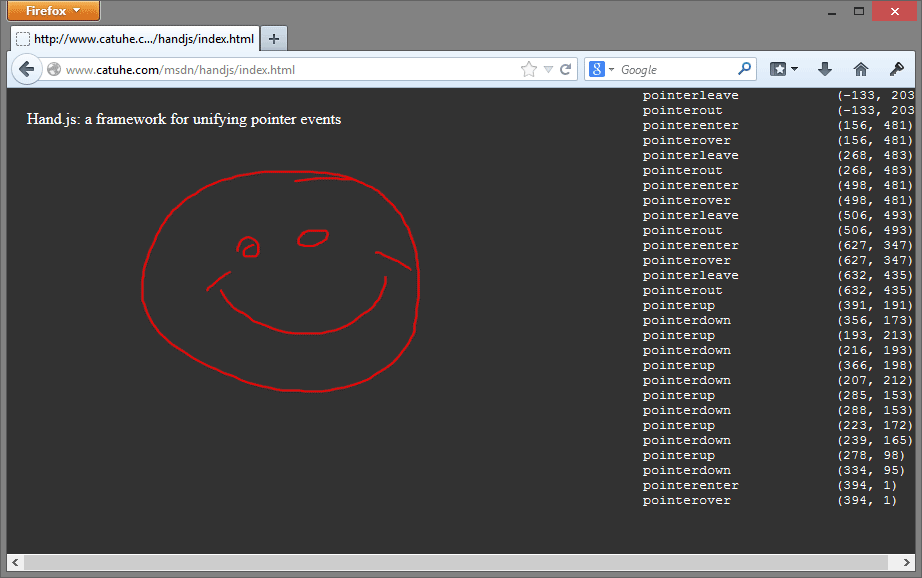 Firefox
http://www.catuhe.c.../handjs/index.html
www.catuhe.com/msdn/handjs/index.html
Google
Hand.js: a framework for unifying pointer events
pointerleave (-133, 203
pointerout (-133, 203
pointerenter (156, 481)
pointerover (156, 481)
pointerleave (268, 483)
pointerout (268, 483)
pointerenter (498, 481)
pointerover (498, 481)
pointerleave (506, 493)
pointerout (506, 493)
pointerenter (627, 347)
pointerover (627, 347)
pointerleave (632, 435)
pointerout (632, 435)
pointerup (391, 191)
pointerdown (356, 173)
pointerup (193, 213)
pointerdown (216, 193)
pointerup (366, 198)
pointerdown (207, 212)
pointerup (285, 153)
pointerdown (288, 153)
pointerup (223, 172)
pointerdown (239, 165)
pointerup (278, 98)
pointerdown (334, 95)
pointerenter (394, 1)
pointerover (394, 1)